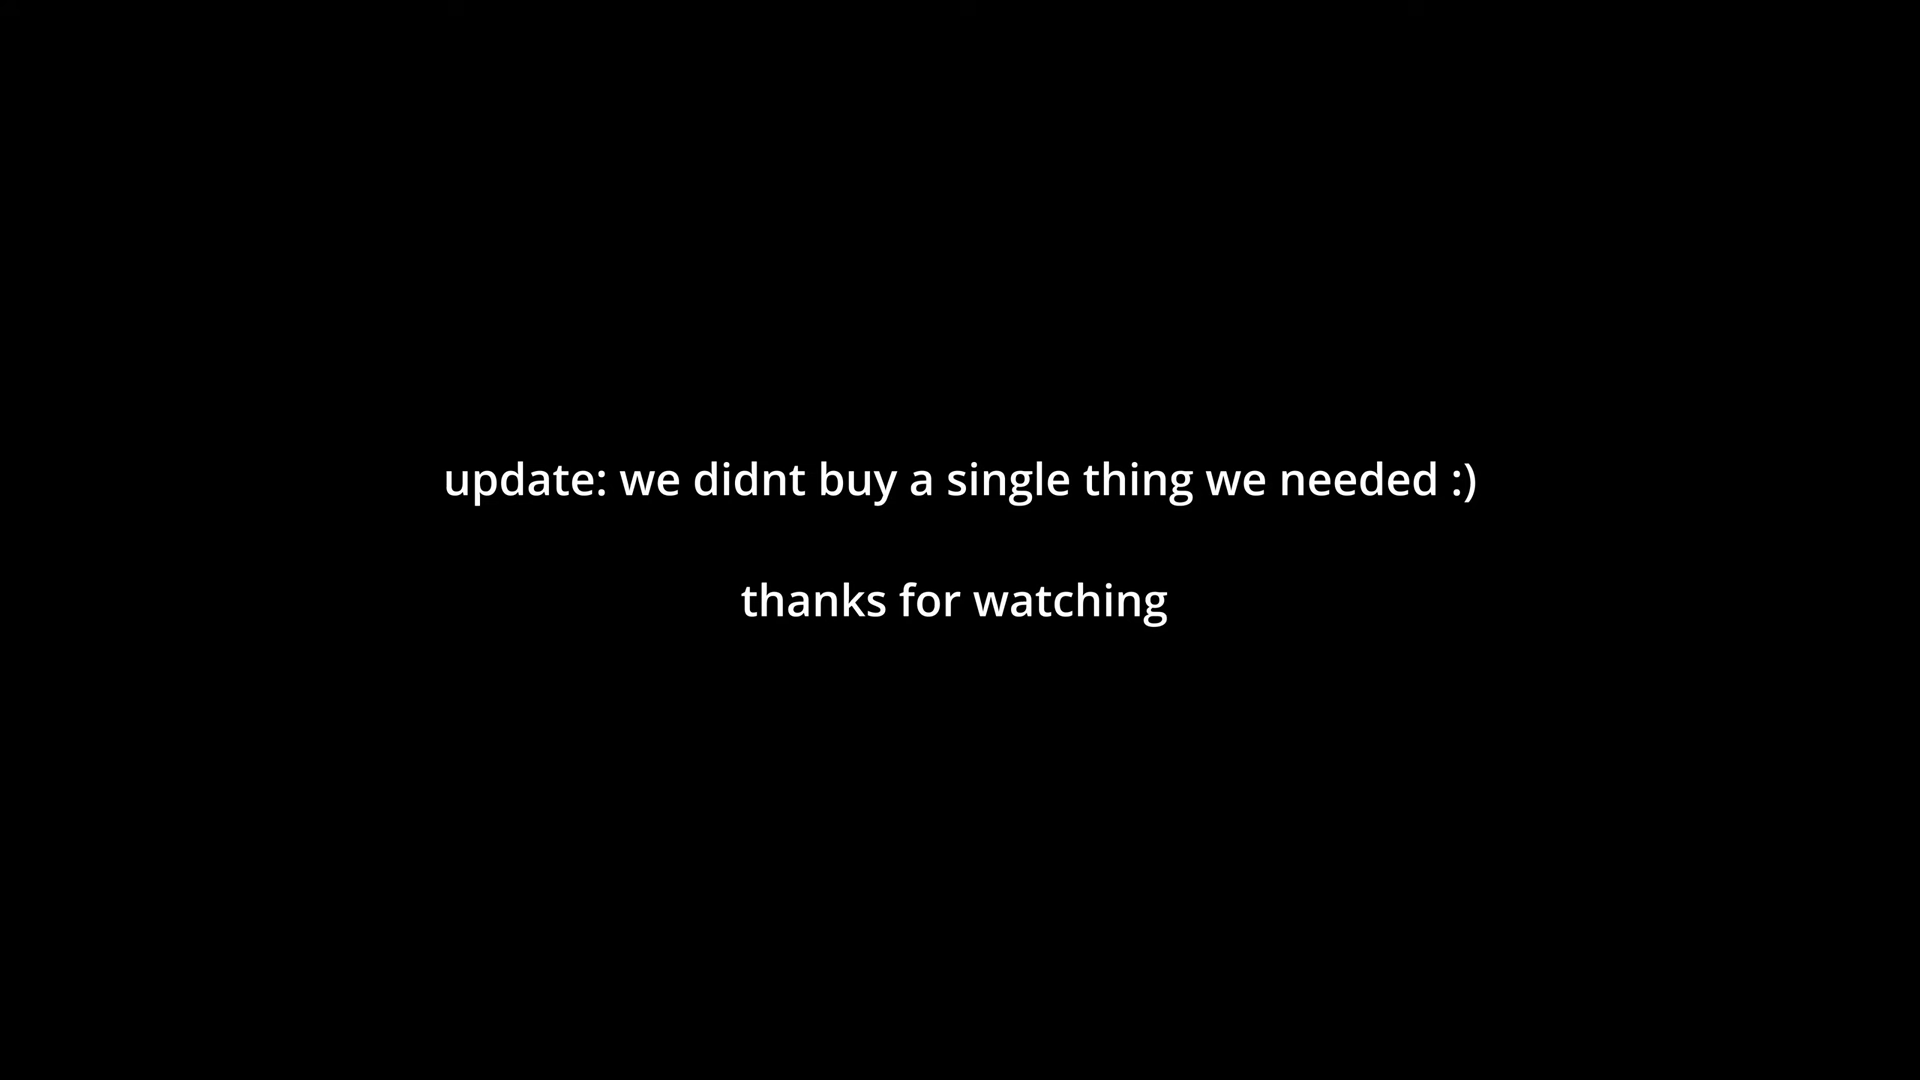 update: we didnt buy a single thing we needed :)
thanks for watching